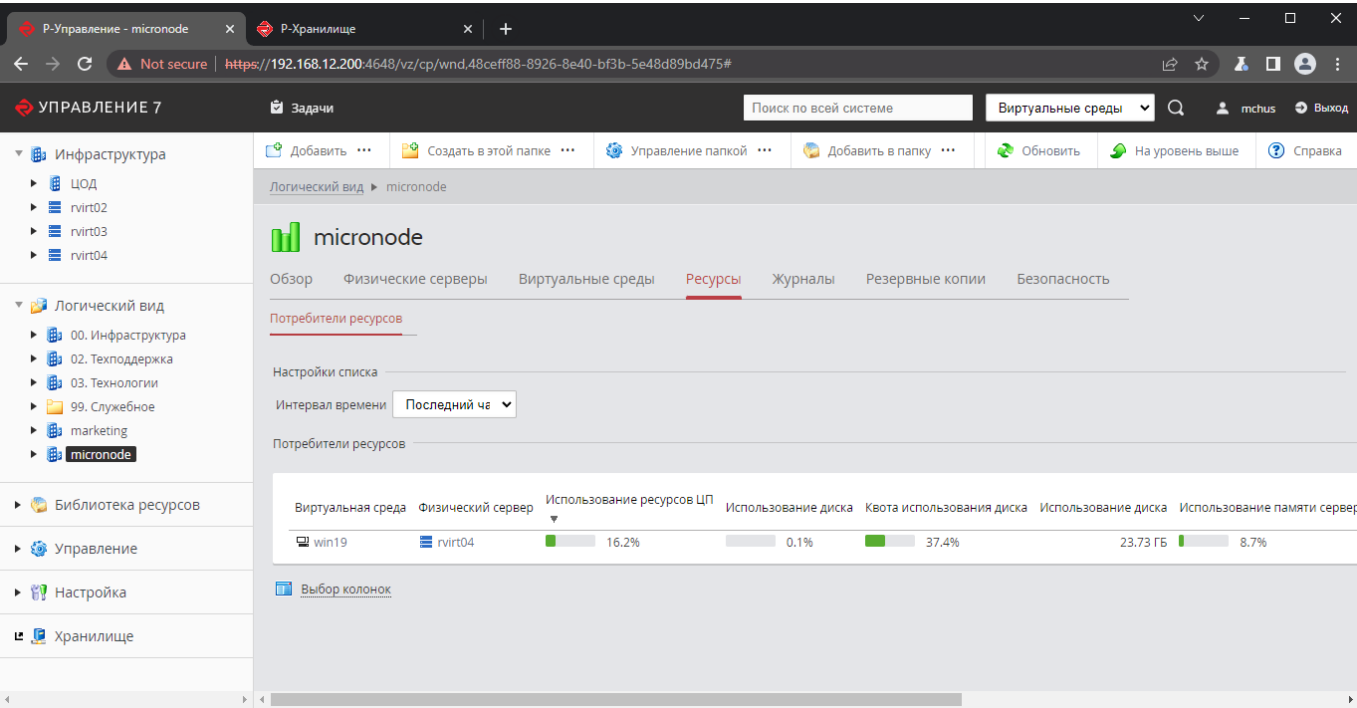 Р-Управление - micronode
Р-Хранилище
Not secure https://192.168.12.200:4648/vz/cp/wnd,48ceff88-8926-8e40-bf3b-5e48d89bd475#
УПРАВЛЕНИЕ 7
Задачи
Поиск по всей системе
Виртуальные среды
mchus
Выход
Инфраструктура
ЦОД
rvirt02
rvirt03
rvirt04
Логический вид
00. Инфраструктура
02. Техподдержка
03. Технологии
99. Служебное
marketing
micronode
Библиотека ресурсов
Управление
Настройка
Хранилище
Добавить ••• Создать в этой папке ••• Управление папкой ••• Добавить в папку ••• Обновить На уровень выше Справка
Логический вид micronode
micronode
Обзор Физические серверы Виртуальные среды Ресурсы Журналы Резервные копии Безопасность
Потребители ресурсов
Настройки списка
Интервал времени Последний ча
Потребители ресурсов
Виртуальная среда Физический сервер Использование ресурсов ЦП Использование диска Квота использования диска Использование диска Использование памяти сервер
win19 rvirt04 16.2% 0.1% 37.4% 23.73 ГБ 8.7%
Выбор колонок